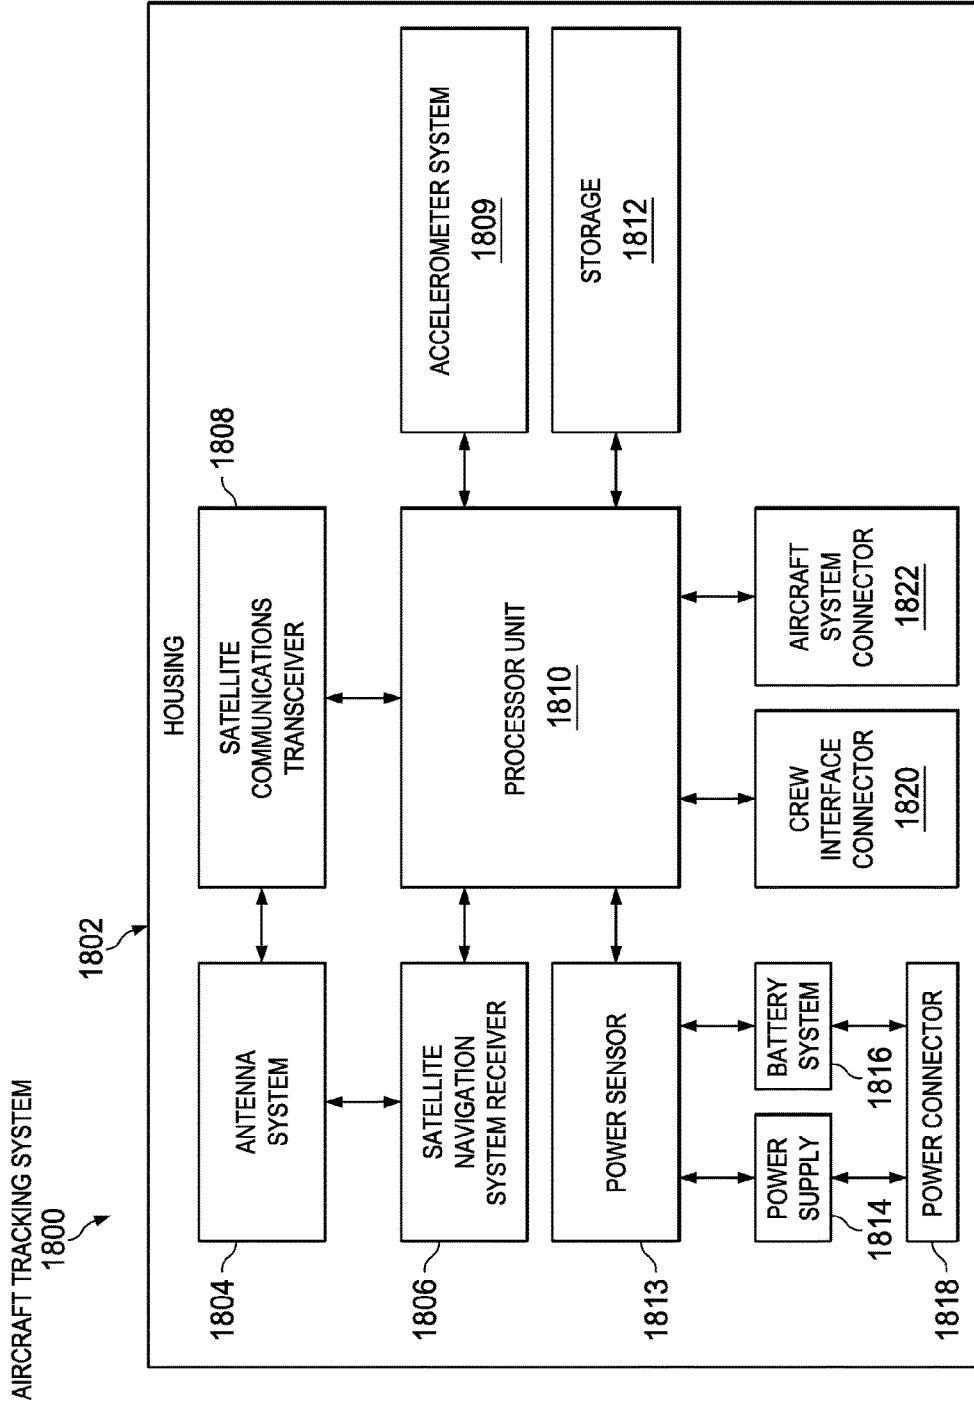 AIRCRAFT TRACKING SYSTEM
1800
1802
HOUSING
1804
ANTENNA
SYSTEM
SATELLITE
COMMUNICATIONS
TRANSCEIVER
1808
1806
SATELLITE
NAVIGATION
SYSTEM RECEIVER
PROCESSOR UNIT
1810
ACCELEROMETER SYSTEM
1809
1813
POWER SENSOR
STORAGE
1812
POWER
SUPPLY
1814
BATTERY
SYSTEM
1816
1818
POWER CONNECTOR
CREW
INTERFACE
CONNECTOR
1820
AIRCRAFT
SYSTEM
CONNECTOR
1822